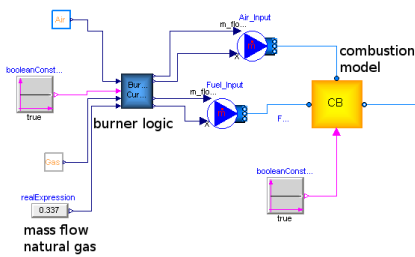 Air
Air_Input
m_flo...
booleanConst...
combustion
model
Bur...
Cur...
true
Fuel_Input
m_flo...
X
CB
burner logic
X
F...
Gas
booleanConst...
realExpression
0.337
true
mass flow
natural gas